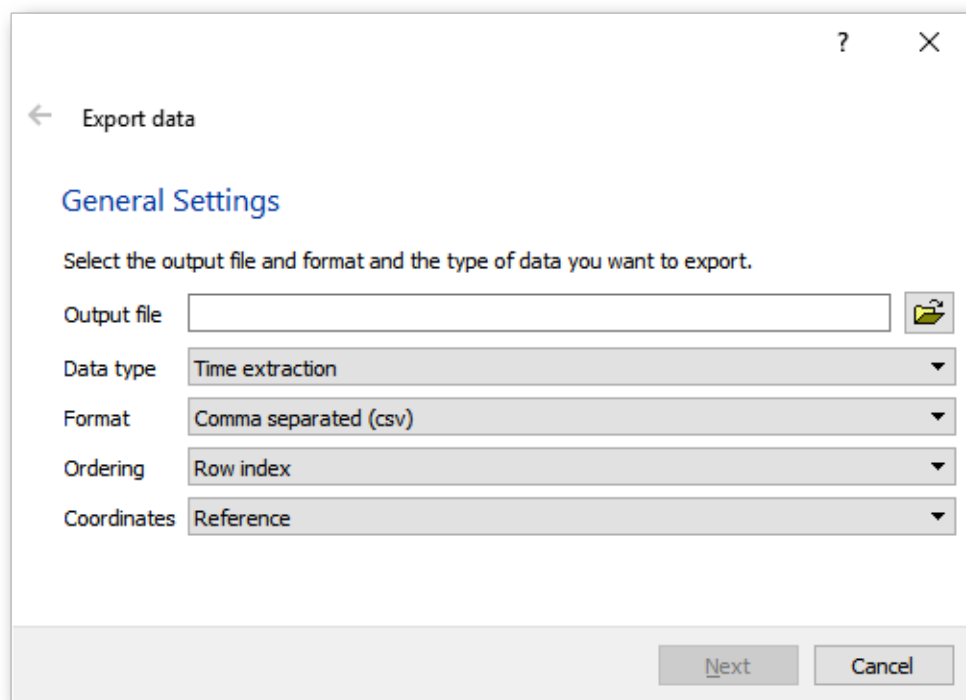 ?
Export data
General Settings
Select the output file and format and the type of data you want to export.
Output file
Data type Time extraction
Format Comma separated (csv)
Ordering Row index
Coordinates Reference
Next Cancel